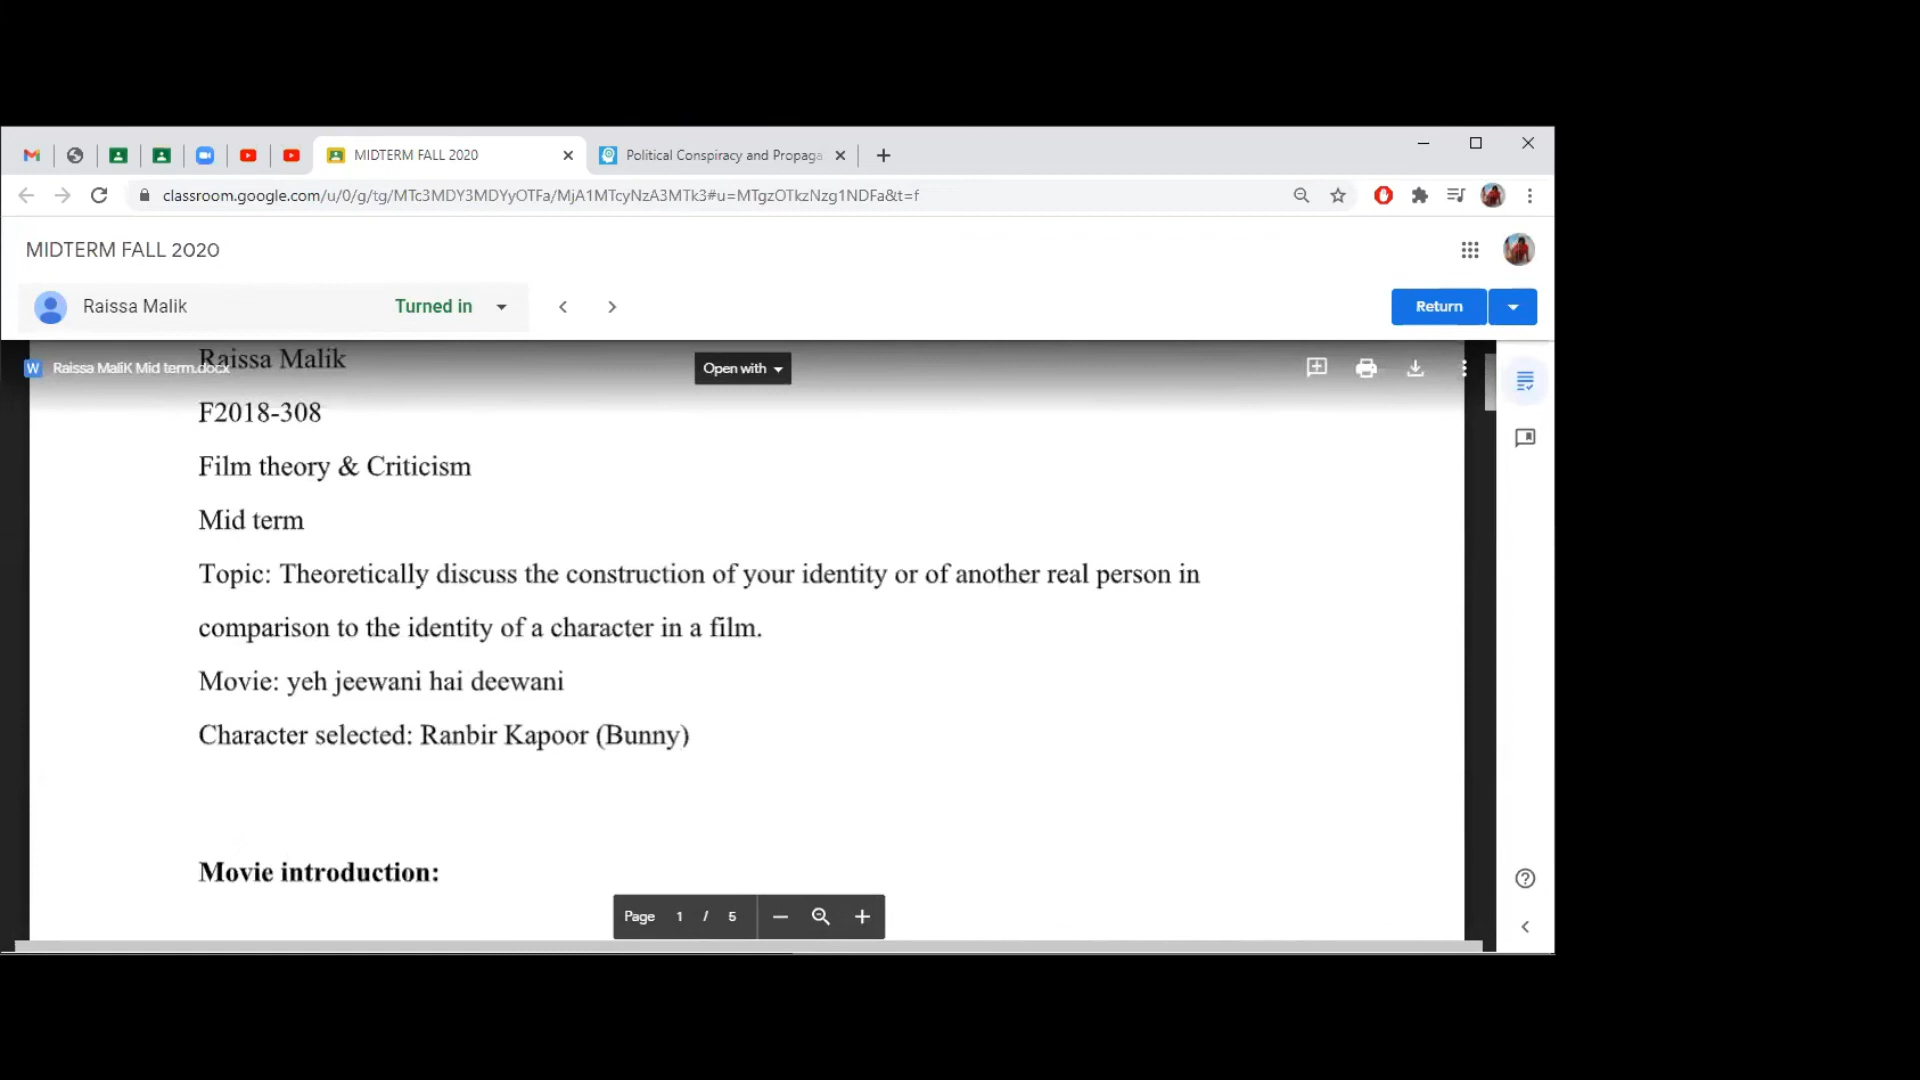 MIDTERM FALL 2020
Political Conspiracy and Propaga
classroom.google.com/u/0/g/tg/MTc3MDY3MDYyOTFa/MjA1MTcyNzA3MTk3#u=MTgzOTkzNzg1NDFa&t=f
MIDTERM FALL 2020
Raissa Malik
Turned in
Return
Raissa Malik
W
Raissa MaliK Mid term.docx
Open with
F2018-308
Film theory & Criticism
Mid term
Topic: Theoretically discuss the construction of your identity or of another real person in
comparison to the identity of a character in a film.
Movie: yeh jeewani hai deewani
Character selected: Ranbir Kapoor (Bunny)
Movie introduction:
Page 1 / 5